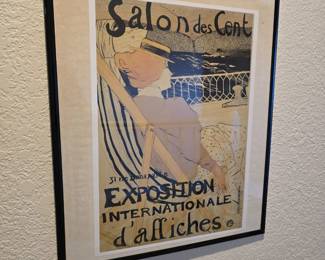 Salon des Cent
31 rue Bonaparte
EXPOSITION
INTERNATIONALE
d'affiches